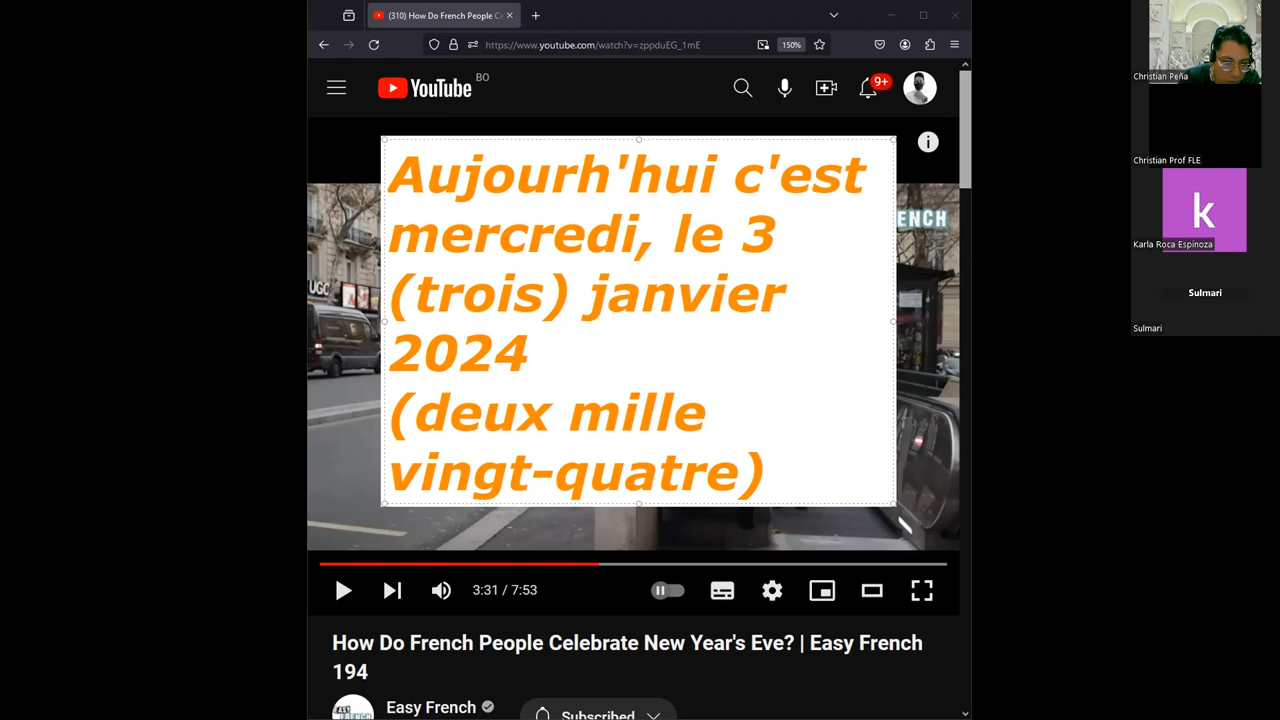 (310) How Do French People Ce
https://www.youtube.com/watch?v=zppduEG_1mE
150%
YouTube BO
9+
Aujourh'hui c'est
mercredi, le 3
(trois) janvier
2024
(deux mille
vingt-quatre)
ENCH
UGC
3:31 / 7:53
How Do French People Celebrate New Year's Eve? | Easy French
194
EASY
FRENCH
Easy French
Subscribed
Christian Peña
Christian Prof FLE
k
Karla Roca Espinoza
Sulmari
Sulmari